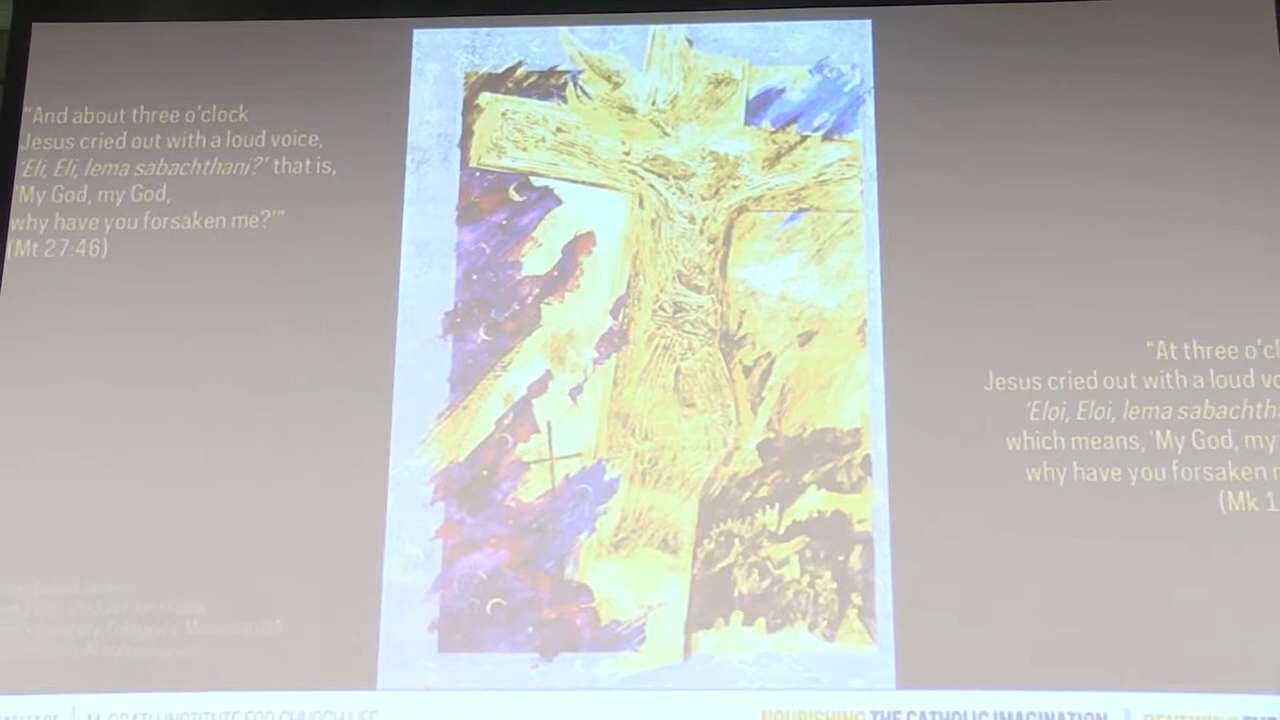 “And about three o’clock
Jesus cried out with a loud voice,
‘Eli, Eli, lema sabachthani?’ that is,
‘My God, my God,
why have you forsaken me?’”
(Mt 27:46)
“At three o’cl
Jesus cried out with a loud vo
‘Eloi, Eloi, lema sabachth
which means, ‘My God, my
why have you forsaken
(Mk 1
INSTITUTE FOR CHURCH LIFE
NOURISHING THE CATHOLIC IMAGINATION